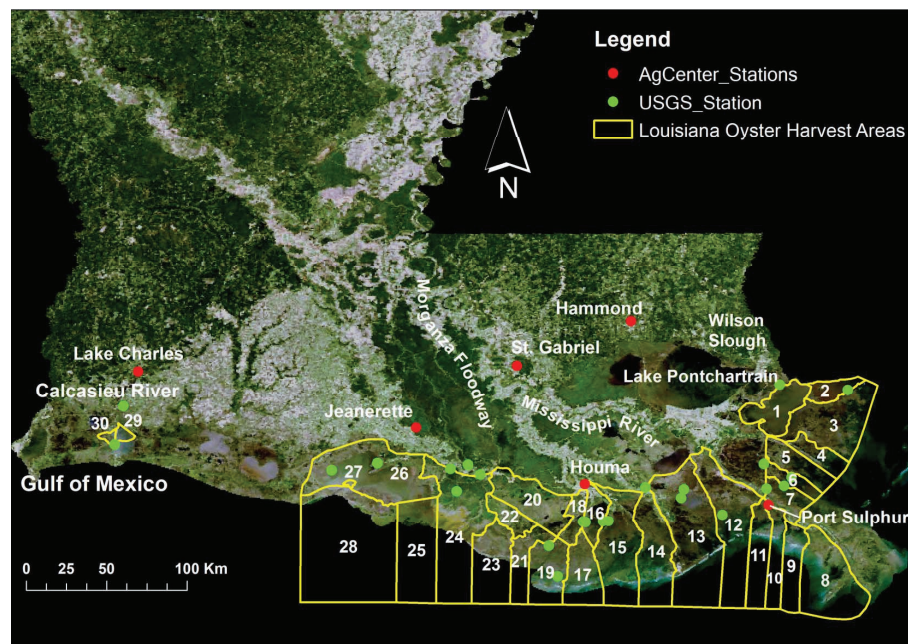 Legend
AgCenter_Stations
USGS_Station
Louisiana Oyster Harvest Areas
N
Morganza Floodway
Hammond
Wilson
Slough
St. Gabriel
Lake Charles
Lake Pontchartrain
Calcasieu River
Mississippi River
Jeanerette
Houma
Gulf of Mexico
Port Sulphur
1
2
3
4
5
6
7
8
9
10
11
12
13
14
15
16
17
18
19
20
21
22
23
24
25
26
27
28
29
30
0 25 50 100 Km